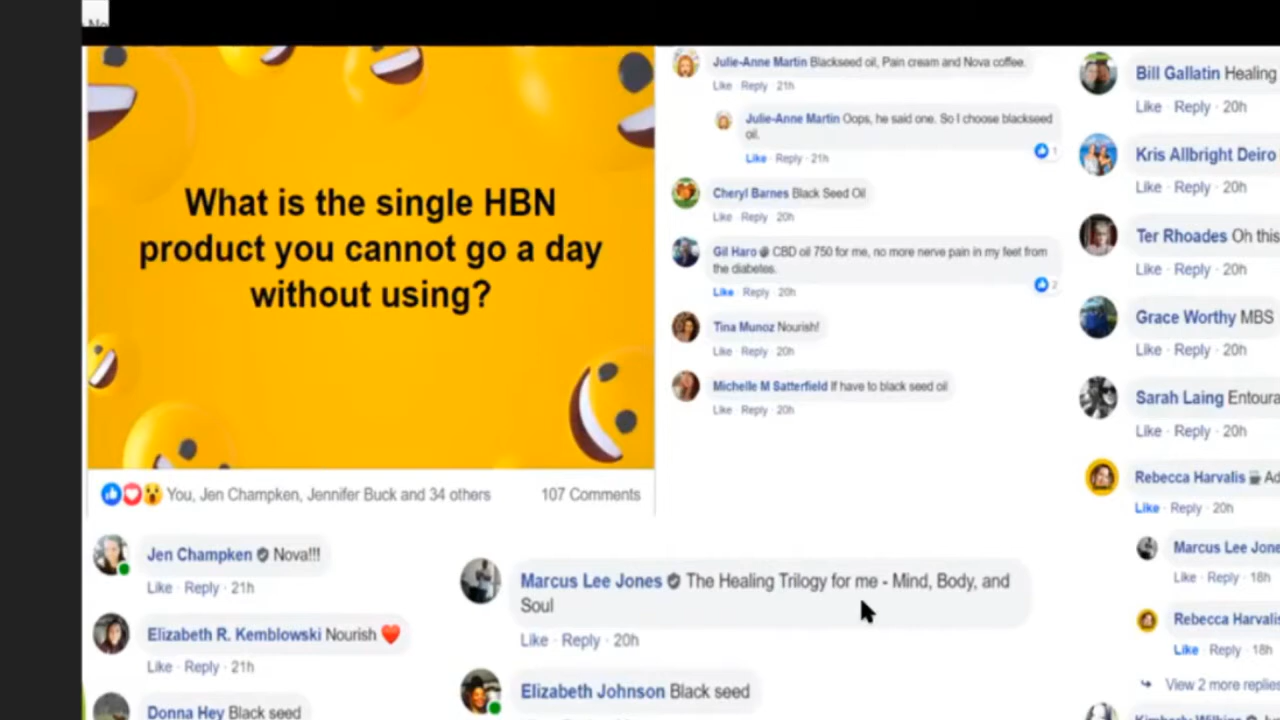 No
What is the single HBN
product you cannot go a day
without using?
You, Jen Champken, Jennifer Buck and 34 others 107 Comments
Jen Champken Nova!!!
Like · Reply · 21h
Elizabeth R. Kemblowski Nourish ❤️
Like · Reply · 21h
Donna Hey Black seed
Marcus Lee Jones The Healing Trilogy for me - Mind, Body, and
Soul
Like · Reply · 20h
Elizabeth Johnson Black seed
Julie-Anne Martin Blackseed oil, Pain cream and Nova coffee.
Like · Reply · 21h
Julie-Anne Martin Oops, he said one. So I choose blackseed
oil.
Like · Reply · 21h
1
Cheryl Barnes Black Seed Oil
Like · Reply · 20h
Gil Haro CBD oil 750 for me, no more nerve pain in my feet from
the diabetes.
Like · Reply · 20h
2
Tina Munoz Nourish!
Like · Reply · 20h
Michelle M Satterfield If have to black seed oil
Like · Reply · 20h
Bill Gallatin Healing
Like · Reply · 20h
Kris Allbright Deiro
Like · Reply · 20h
Ter Rhoades Oh this
Like · Reply · 20h
Grace Worthy MBS
Like · Reply · 20h
Sarah Laing Entoura
Like · Reply · 20h
Rebecca Harvalis Ad
Like · Reply · 20h
Marcus Lee Jone
Like · Reply · 18h
Rebecca Harvalis
Like · Reply · 18h
View 2 more replies